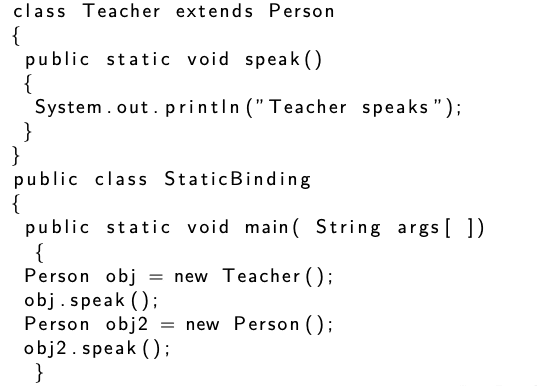 class Teacher extends Person
{
public static void speak()
{
System.out.println("Teacher speaks");
}
}
public class StaticBinding
{
public static void main( String args[ ])
{
Person obj = new Teacher();
obj.speak();
Person obj2 = new Person();
obj2.speak();
}